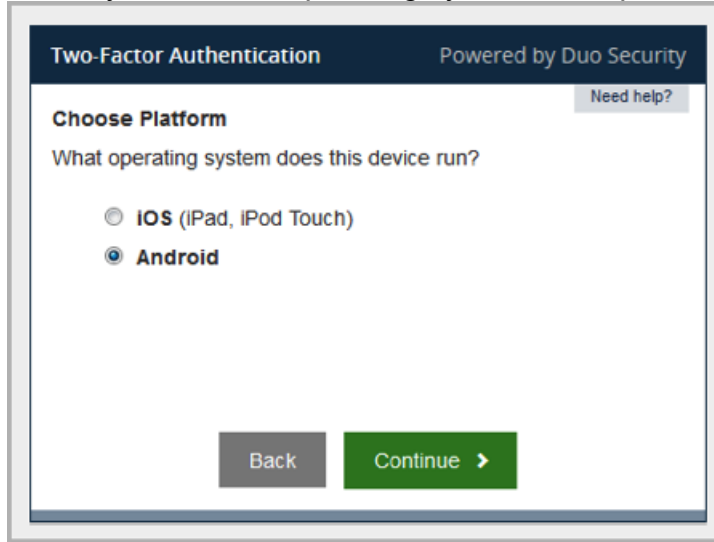 Two-Factor Authentication Powered by Duo Security
Need help?
Choose Platform
What operating system does this device run?
iOS (iPad, iPod Touch)
Android
Back Continue